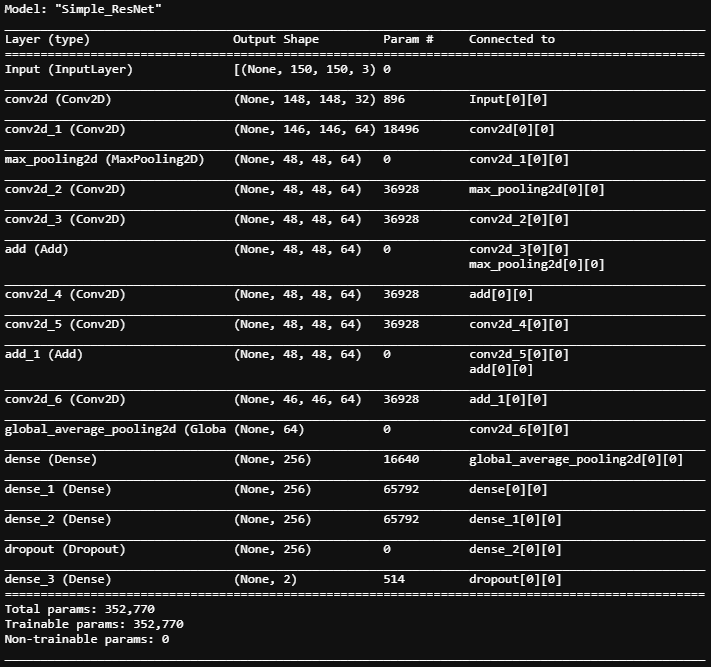 Model: "Simple_ResNet"
Layer (type) Output Shape Param # Connected to
Input (InputLayer) [(None, 150, 150, 3) 0
conv2d (Conv2D) (None, 148, 148, 32) 896 Input[0][0]
conv2d_1 (Conv2D) (None, 146, 146, 64) 18496 conv2d[0][0]
max_pooling2d (MaxPooling2D) (None, 48, 48, 64) 0 conv2d_1[0][0]
conv2d_2 (Conv2D) (None, 48, 48, 64) 36928 max_pooling2d[0][0]
conv2d_3 (Conv2D) (None, 48, 48, 64) 36928 conv2d_2[0][0]
add (Add) (None, 48, 48, 64) 0 conv2d_3[0][0]
max_pooling2d[0][0]
conv2d_4 (Conv2D) (None, 48, 48, 64) 36928 add[0][0]
conv2d_5 (Conv2D) (None, 48, 48, 64) 36928 conv2d_4[0][0]
add_1 (Add) (None, 48, 48, 64) 0 conv2d_5[0][0]
add[0][0]
conv2d_6 (Conv2D) (None, 46, 46, 64) 36928 add_1[0][0]
global_average_pooling2d (Globa (None, 64) 0 conv2d_6[0][0]
dense (Dense) (None, 256) 16640 global_average_pooling2d[0][0]
dense_1 (Dense) (None, 256) 65792 dense[0][0]
dense_2 (Dense) (None, 256) 65792 dense_1[0][0]
dropout (Dropout) (None, 256) 0 dense_2[0][0]
dense_3 (Dense) (None, 2) 514 dropout[0][0]
Total params: 352,770
Trainable params: 352,770
Non-trainable params: 0